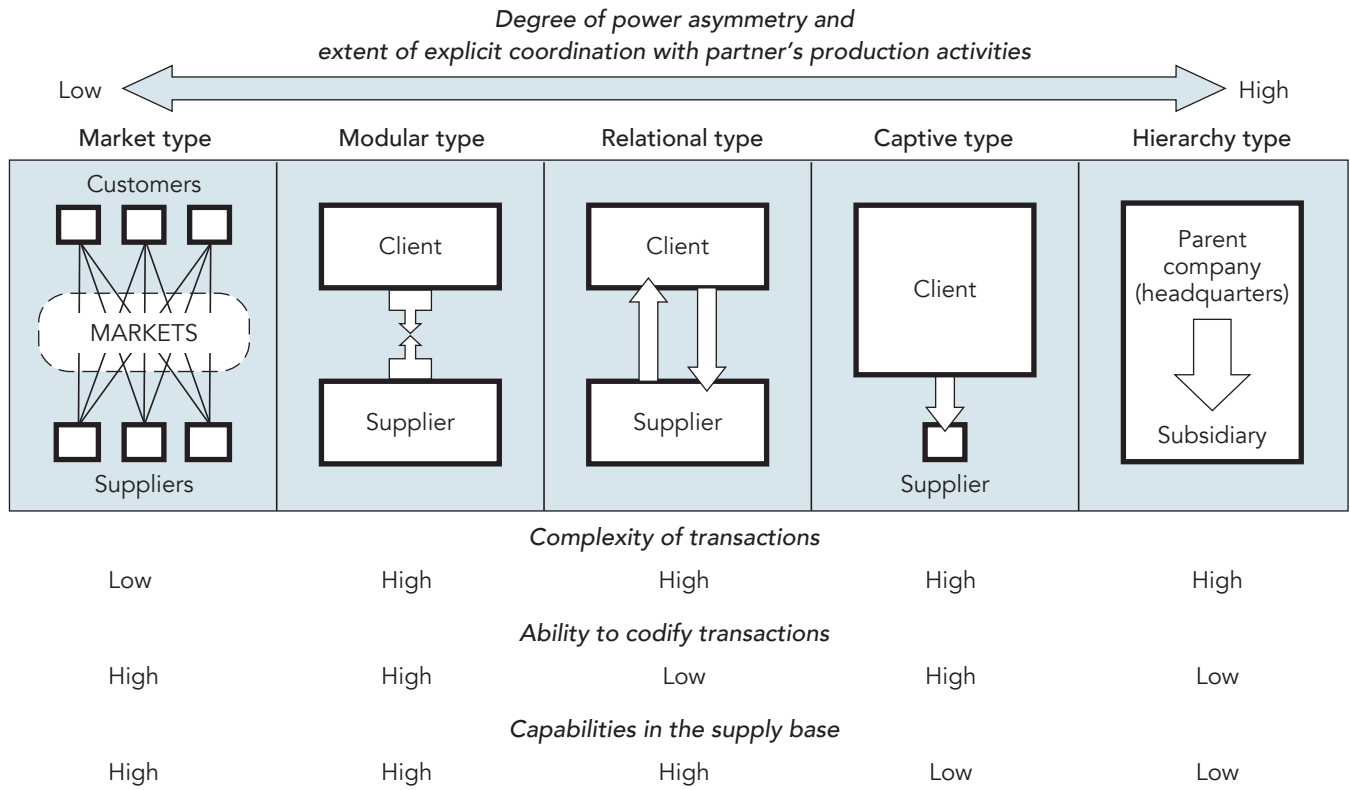 Degree of power asymmetry and
extent of explicit coordination with partner's production activities
Low High
Market type Modular type Relational type Captive type Hierarchy type
Customers
MARKETS
Suppliers
Client
Supplier
Client
Supplier
Client
Supplier
Parent
company
(headquarters)
Subsidiary
Complexity of transactions
Low High High High High
Ability to codify transactions
High High Low High Low
Capabilities in the supply base
High High High Low Low